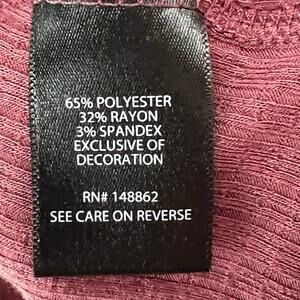 65% POLYESTER
32% RAYON
3% SPANDEX
EXCLUSIVE OF
DECORATION
RN# 148862
SEE CARE ON REVERSE